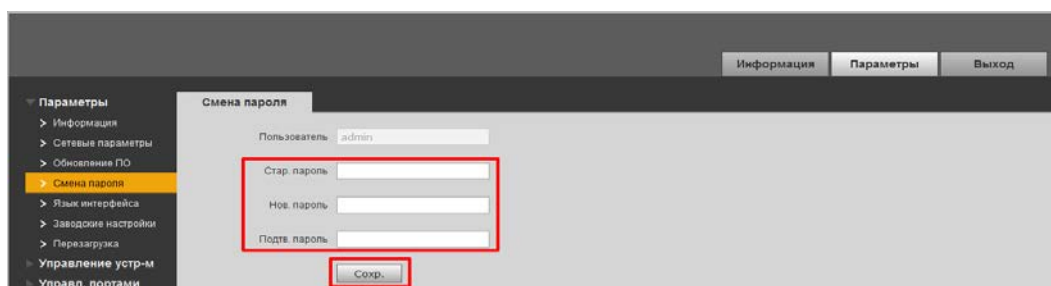 Информация Параметры Выход
Параметры
Информация
Сетевые параметры
Обновление ПО
Смена пароля
Язык интерфейса
Заводские настройки
Перезагрузка
Управление устр-м
Управл. портами
Смена пароля
Пользователь admin
Стар. пароль
Нов. пароль
Подтв. пароль
Сохр.